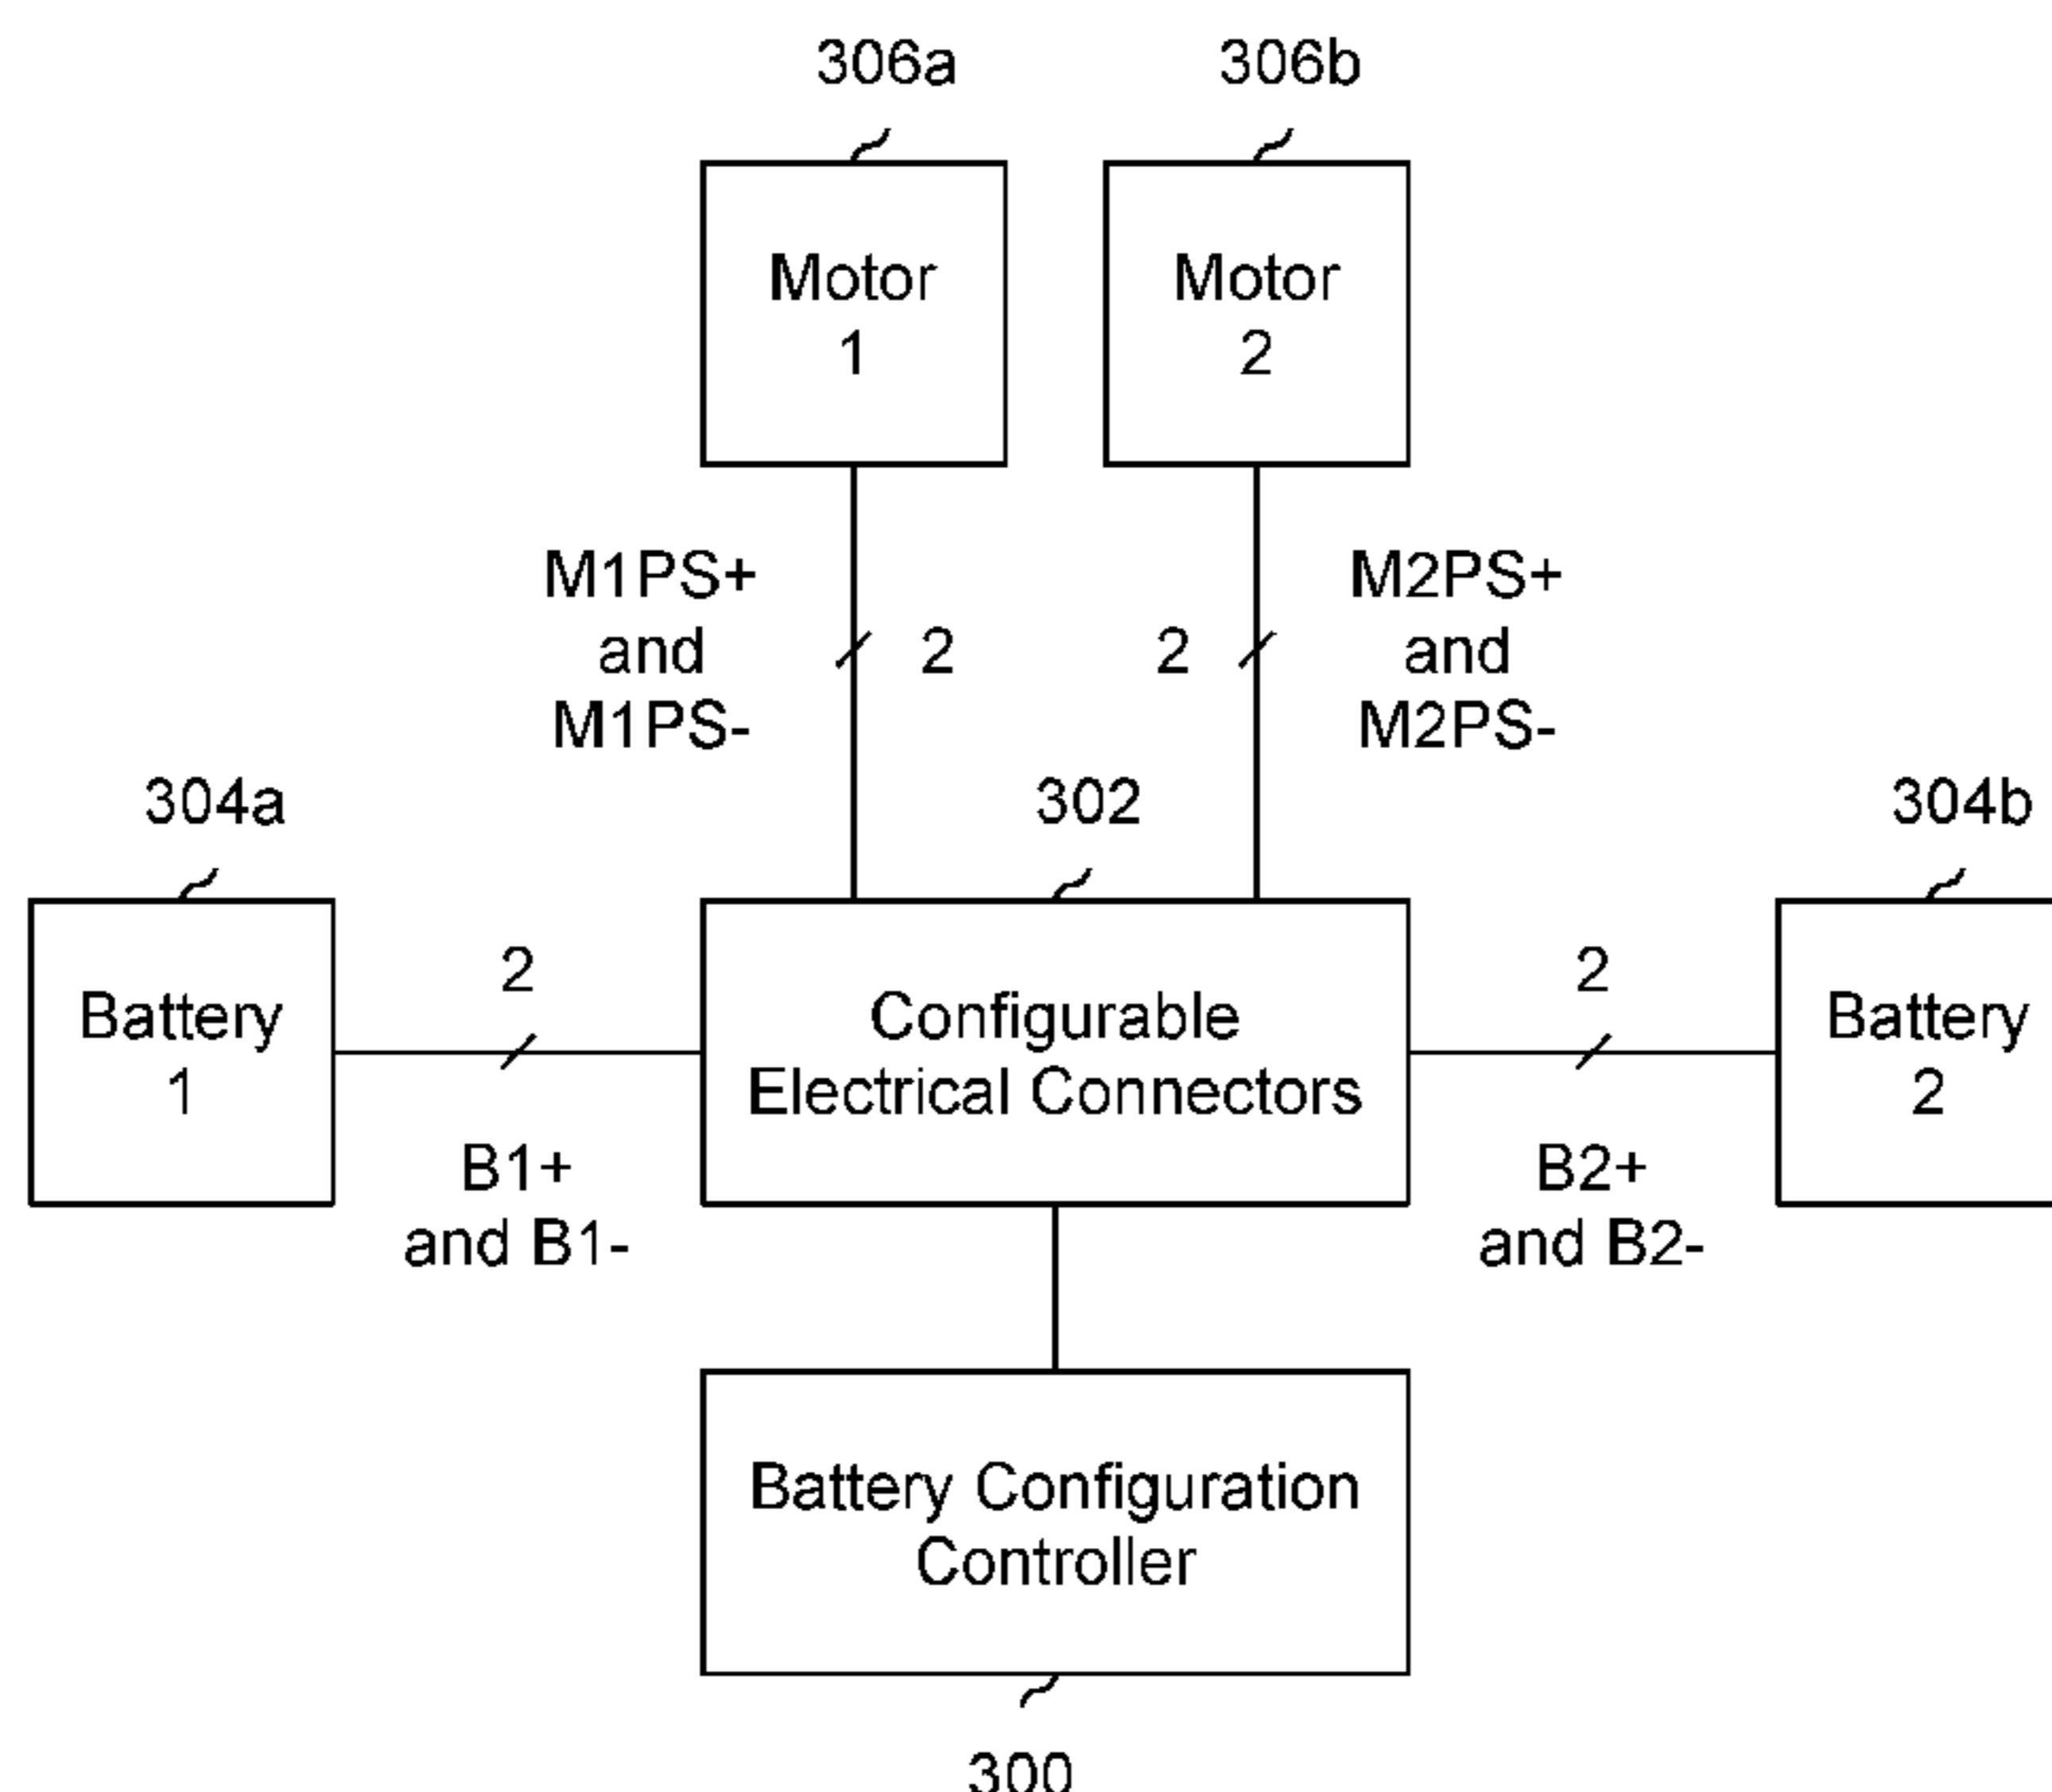 306a
306b
Motor
1
Motor
2
M1PS+
and
M1PS-
2
2
M2PS+
and
M2PS-
304a
302
304b
Battery
1
2
B1+
and B1-
Configurable
Electrical Connectors
2
B2+
and B2-
Battery
2
Battery Configuration
Controller
300